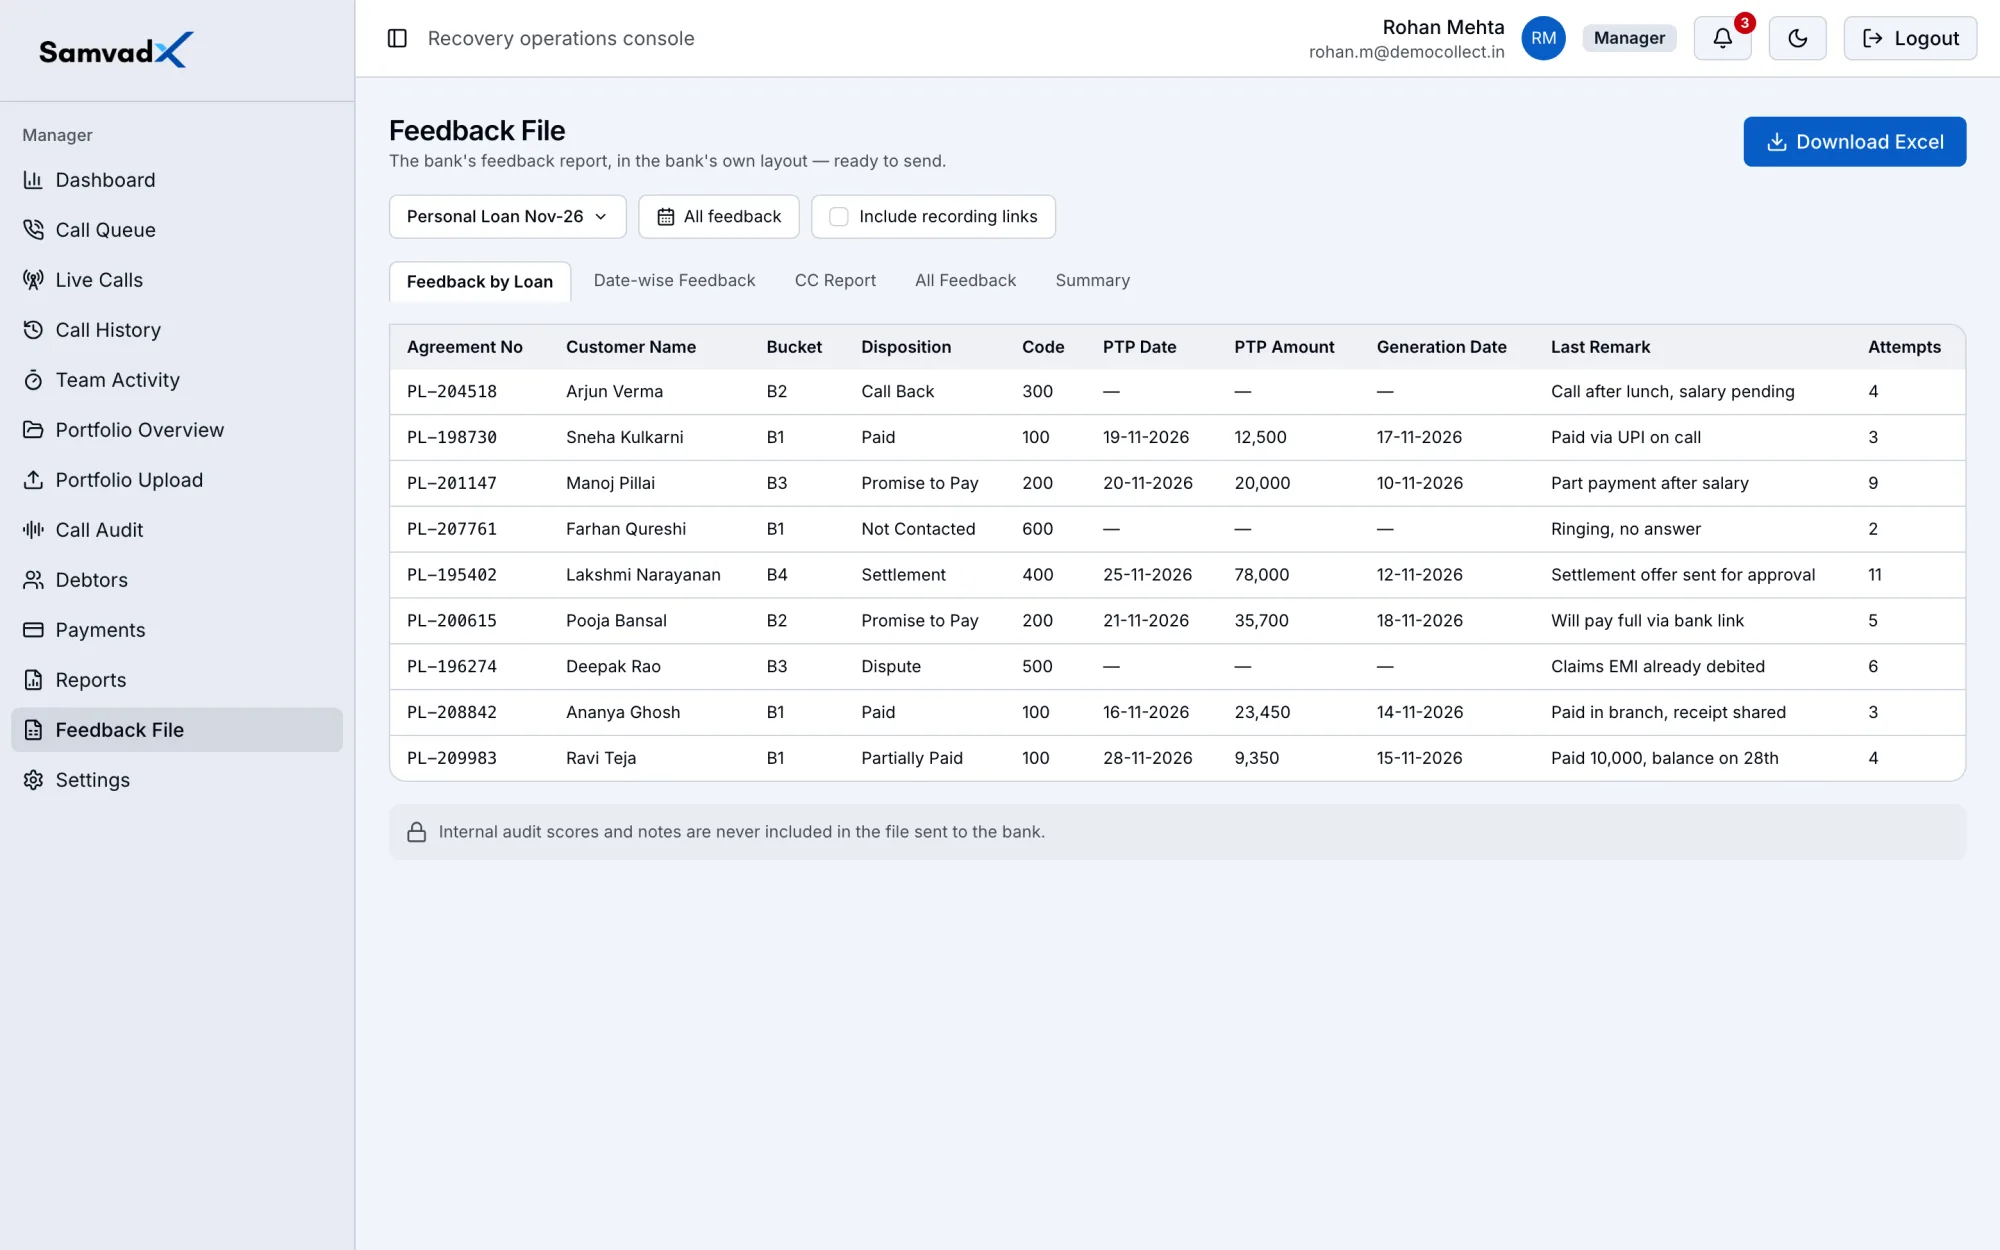 SamvadX
Recovery operations console
Rohan Mehta
rohan.m@democollect.in
RM
Manager
3
Logout
Manager
Dashboard
Call Queue
Live Calls
Call History
Team Activity
Portfolio Overview
Portfolio Upload
Call Audit
Debtors
Payments
Reports
Feedback File
Settings
Feedback File
The bank's feedback report, in the bank's own layout — ready to send.
Download Excel
Personal Loan Nov-26 All feedback Include recording links
Feedback by Loan Date-wise Feedback CC Report All Feedback Summary
Agreement No Customer Name Bucket Disposition Code PTP Date PTP Amount Generation Date Last Remark Attempts
PL-204518 Arjun Verma B2 Call Back 300 — — — Call after lunch, salary pending 4
PL-198730 Sneha Kulkarni B1 Paid 100 19-11-2026 12,500 17-11-2026 Paid via UPI on call 3
PL-201147 Manoj Pillai B3 Promise to Pay 200 20-11-2026 20,000 10-11-2026 Part payment after salary 9
PL-207761 Farhan Qureshi B1 Not Contacted 600 — — — Ringing, no answer 2
PL-195402 Lakshmi Narayanan B4 Settlement 400 25-11-2026 78,000 12-11-2026 Settlement offer sent for approval 11
PL-200615 Pooja Bansal B2 Promise to Pay 200 21-11-2026 35,700 18-11-2026 Will pay full via bank link 5
PL-196274 Deepak Rao B3 Dispute 500 — — — Claims EMI already debited 6
PL-208842 Ananya Ghosh B1 Paid 100 16-11-2026 23,450 14-11-2026 Paid in branch, receipt shared 3
PL-209983 Ravi Teja B1 Partially Paid 100 28-11-2026 9,350 15-11-2026 Paid 10,000, balance on 28th 4
Internal audit scores and notes are never included in the file sent to the bank.